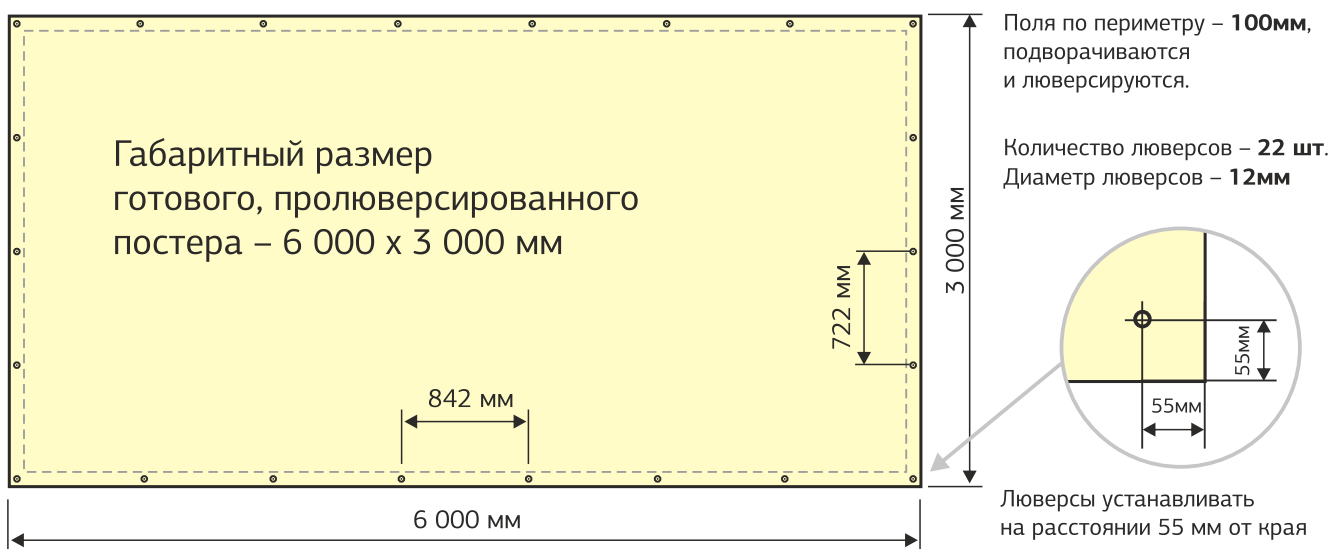 Габаритный размер
готового, пролюверсированного
постера – 6 000 х 3 000 мм
842 мм
722 мм
3 000 мм
6 000 мм
Поля по периметру – 100мм,
подворачиваются
и люверсируются.
Количество люверсов – 22 шт.
Диаметр люверсов – 12мм
55мм
55мм
Люверсы устанавливать
на расстоянии 55 мм от края